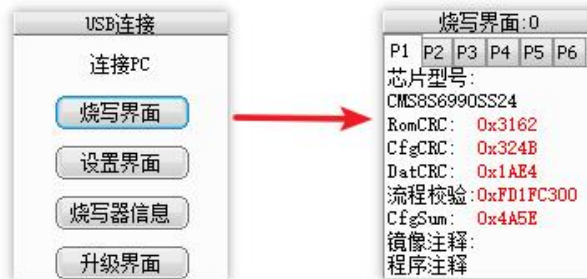 USB连接
连接PC
烧写界面
设置界面
烧写器信息
升级界面
烧写界面:0
P1 P2 P3 P4 P5 P6
芯片型号:
CMS8S6990SS24
RomCRC: 0x3162
CfgCRC: 0x324B
DatCRC: 0x1AE4
流程校验:0xFD1FC300
CfgSum: 0x4A5E
镜像注释:
程序注释